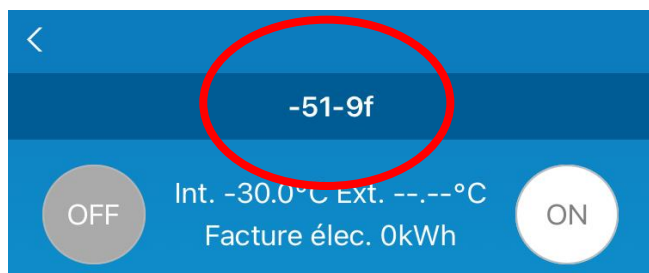 -51-9f
OFF
Int. -30.0°C Ext. --.--°C
Facture élec. 0kWh
ON